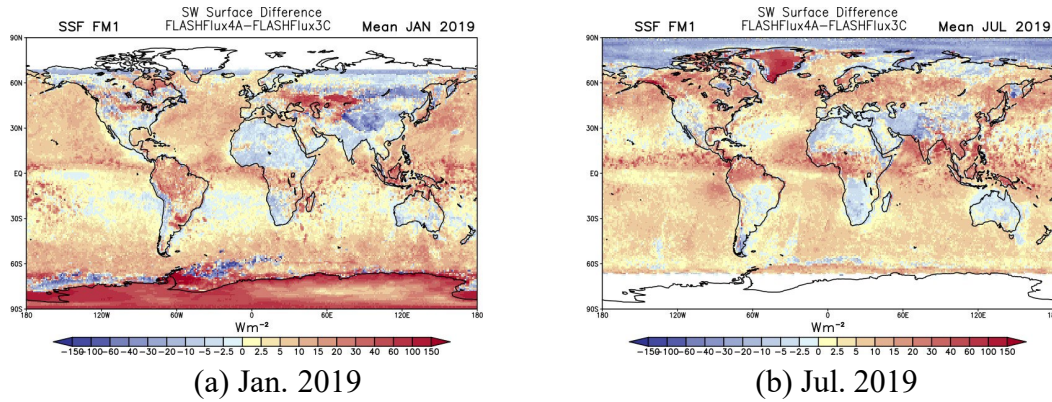 SW Surface Difference
SSF FM1 FLASHFlux4A−FLASHFlux3C Mean JAN 2019
90N
60N
30N
EQ
30S
60S
90S
180 120W 60W 0 60E 120E 180
Wm⁻²
−150−100−60−40−30−20−10−5−2.5 0 2.5 5 10 15 20 30 40 60 100 150
(a) Jan. 2019
SW Surface Difference
SSF FM1 FLASHFlux4A−FLASHFlux3C Mean JUL 2019
90N
60N
30N
EQ
30S
60S
90S
180 120W 60W 0 60E 120E 180
Wm⁻²
−150−100−60−40−30−20−10−5−2.5 0 2.5 5 10 15 20 30 40 60 100 150
(b) Jul. 2019